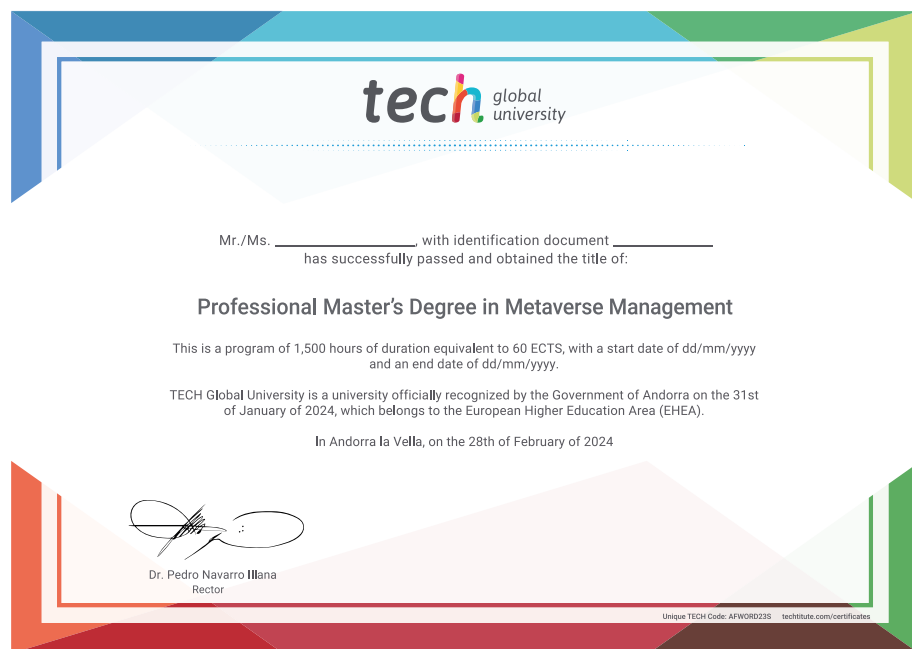 tech global
university
Mr./Ms. ____________________, with identification document ______________
has successfully passed and obtained the title of:
Professional Master's Degree in Metaverse Management
This is a program of 1,500 hours of duration equivalent to 60 ECTS, with a start date of dd/mm/yyyy
and an end date of dd/mm/yyyy.
TECH Global University is a university officially recognized by the Government of Andorra on the 31st
of January of 2024, which belongs to the European Higher Education Area (EHEA).
In Andorra la Vella, on the 28th of February of 2024
Dr. Pedro Navarro Illana
Rector
Unique TECH Code: AFWORD23S techtitute.com/certificates